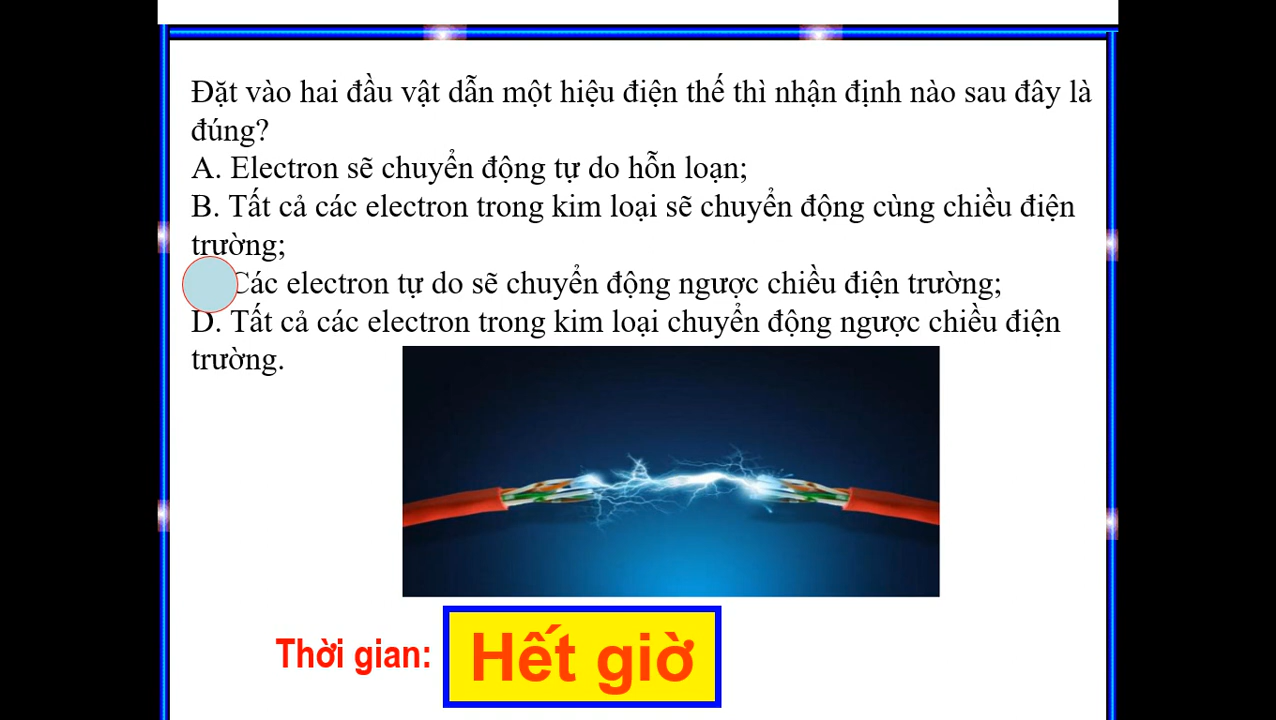 Đặt vào hai đầu vật dẫn một hiệu điện thế thì nhận định nào sau đây là
đúng?
A. Electron sẽ chuyển động tự do hỗn loạn;
B. Tất cả các electron trong kim loại sẽ chuyển động cùng chiều điện
trường;
Các electron tự do sẽ chuyển động ngược chiều điện trường;
D. Tất cả các electron trong kim loại chuyển động ngược chiều điện
trường.
Thời gian:
Hết giờ